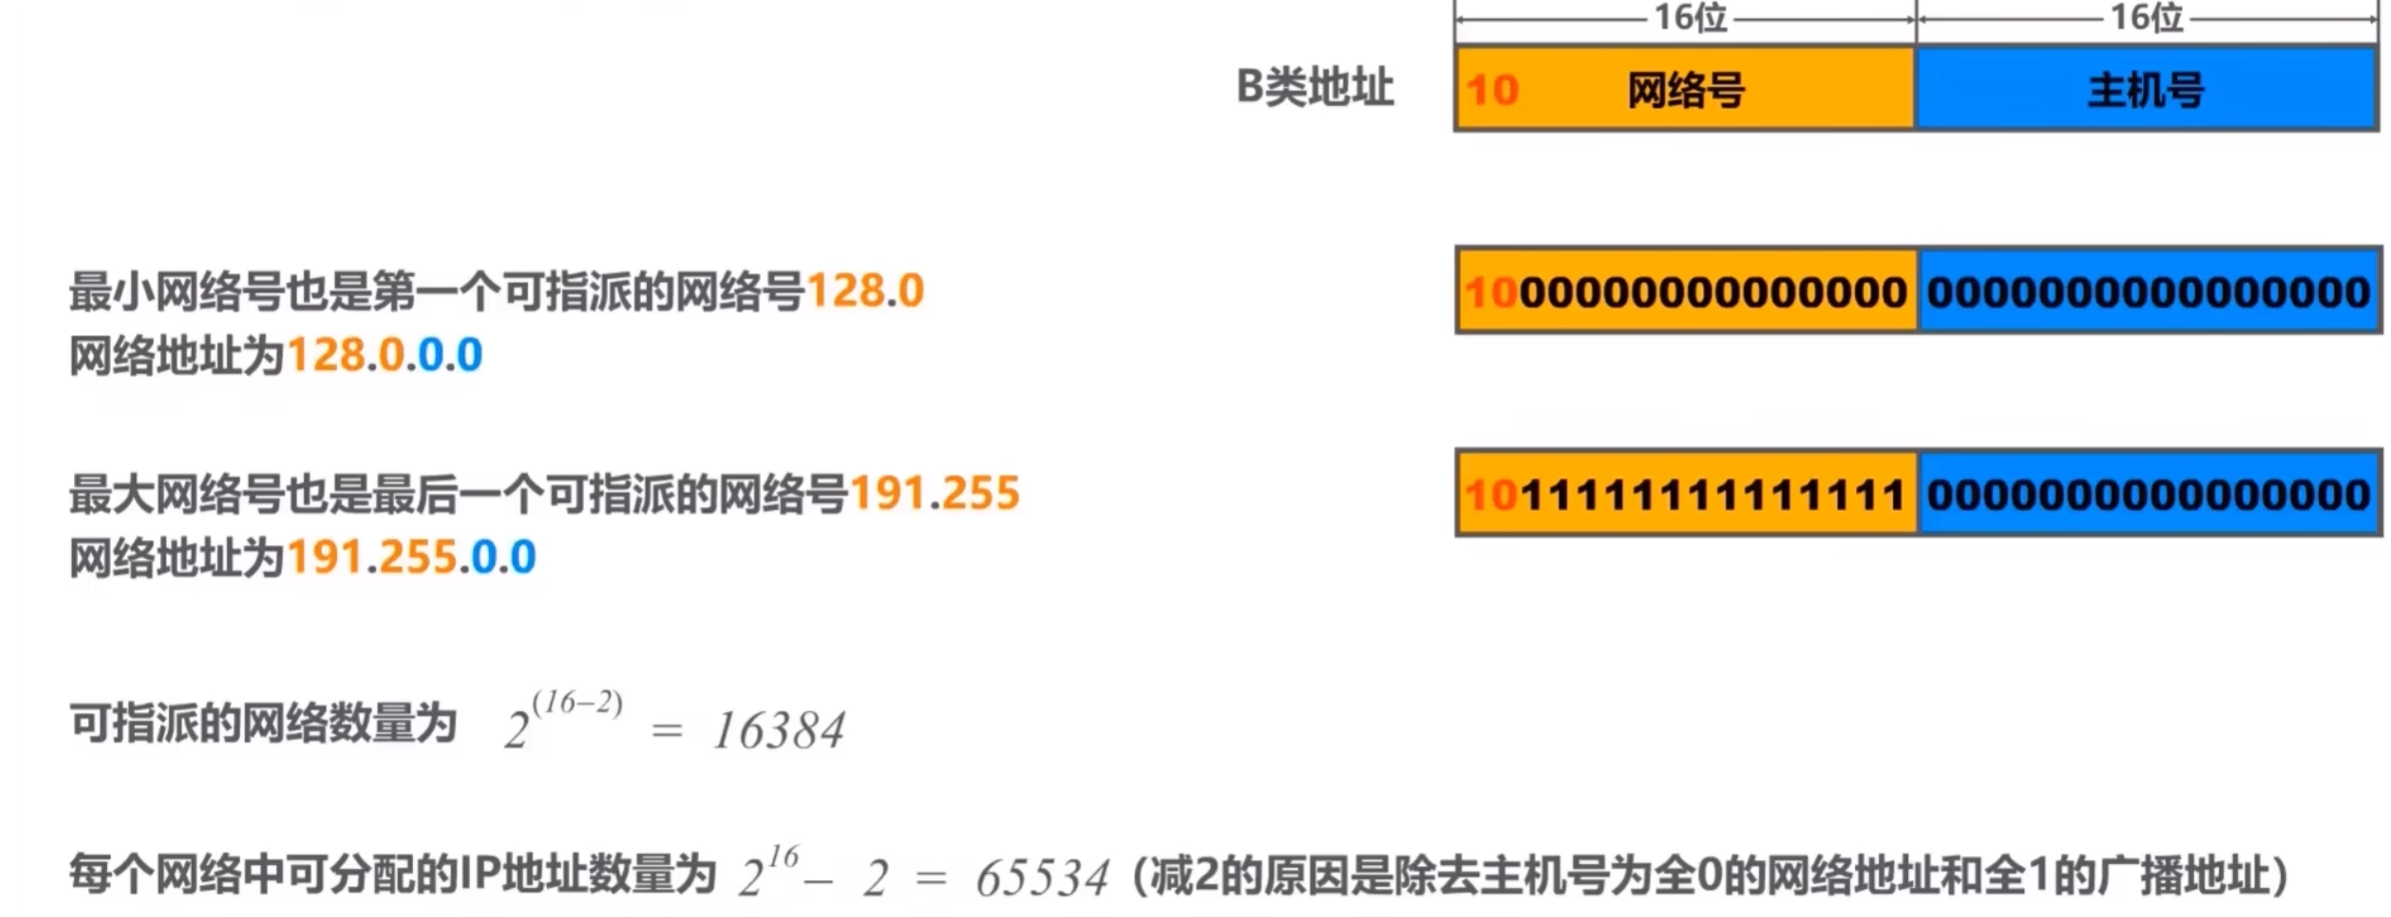 16位 16位
B类地址 10 网络号 主机号
最小网络号也是第一个可指派的网络号128.0
网络地址为128.0.0.0
1000000000000000 0000000000000000
最大网络号也是最后一个可指派的网络号191.255
网络地址为191.255.0.0
1011111111111111 0000000000000000
可指派的网络数量为 2^(16-2) = 16384
每个网络中可分配的IP地址数量为 2^16 - 2 = 65534 (减2的原因是除去主机号为全0的网络地址和全1的广播地址)